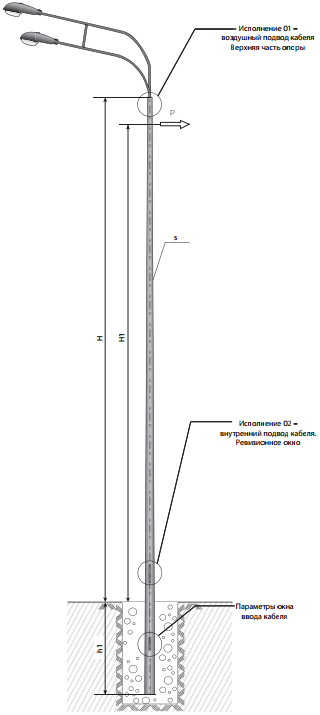 Исполнение 01 =
воздушный подвод кабеля
Верхняя часть опоры
P
s
H
H1
Исполнение 02 =
внутренний подвод кабеля.
Ревизионное окно
Параметры окна
ввода кабеля
h1